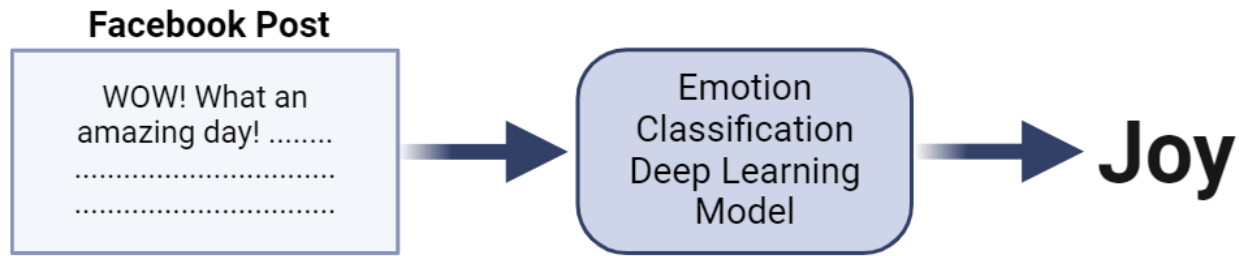 Facebook Post
WOW! What an
amazing day! ........
................................
................................
Emotion
Classification
Deep Learning
Model
Joy